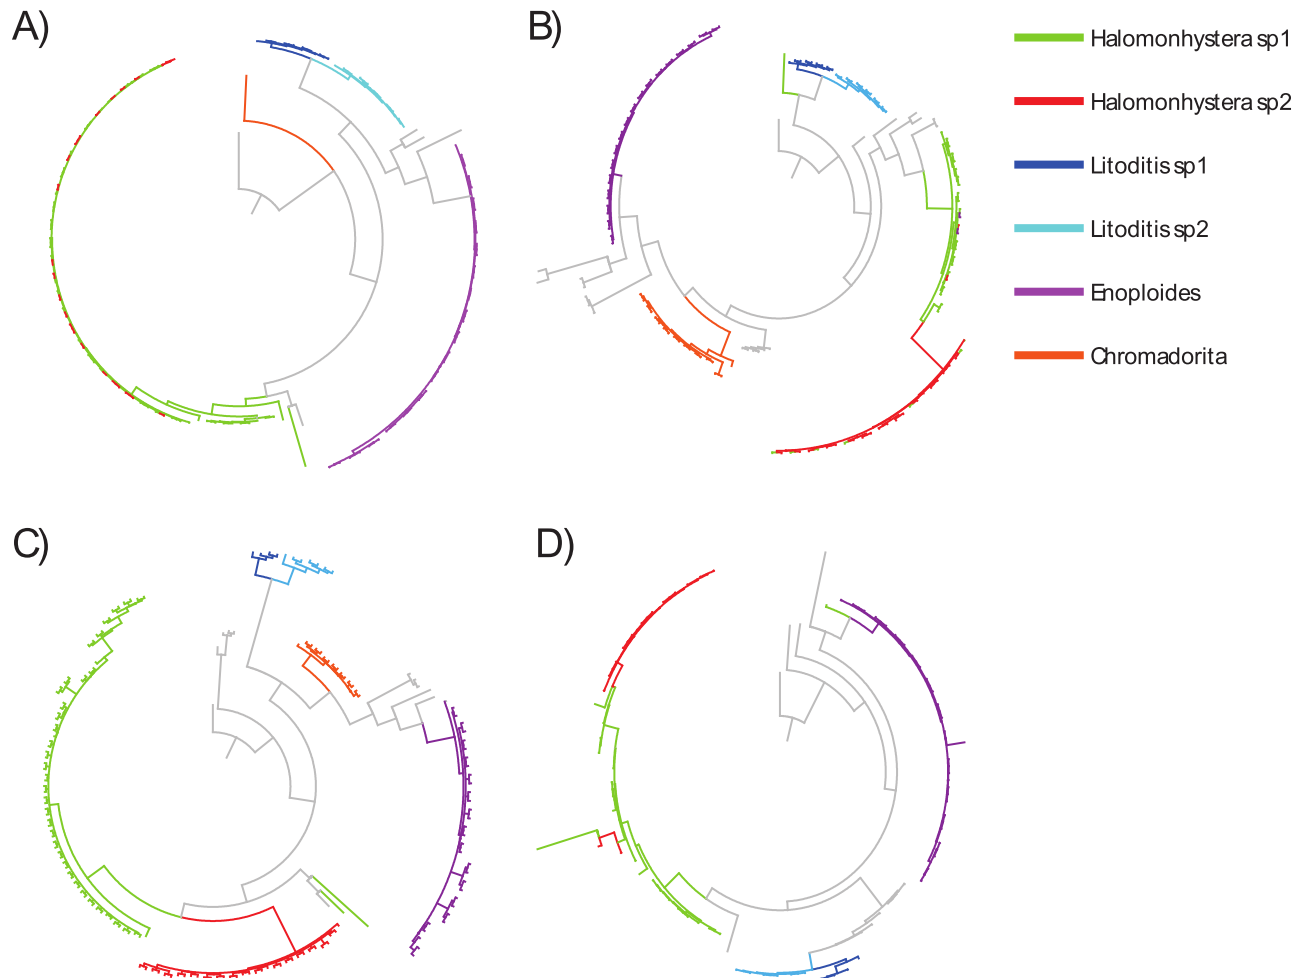 A)
B)
Halomonhystera sp1
Halomonhystera sp2
Litoditis sp1
Litoditis sp2
Enoploides
Chromadorita
C)
D)